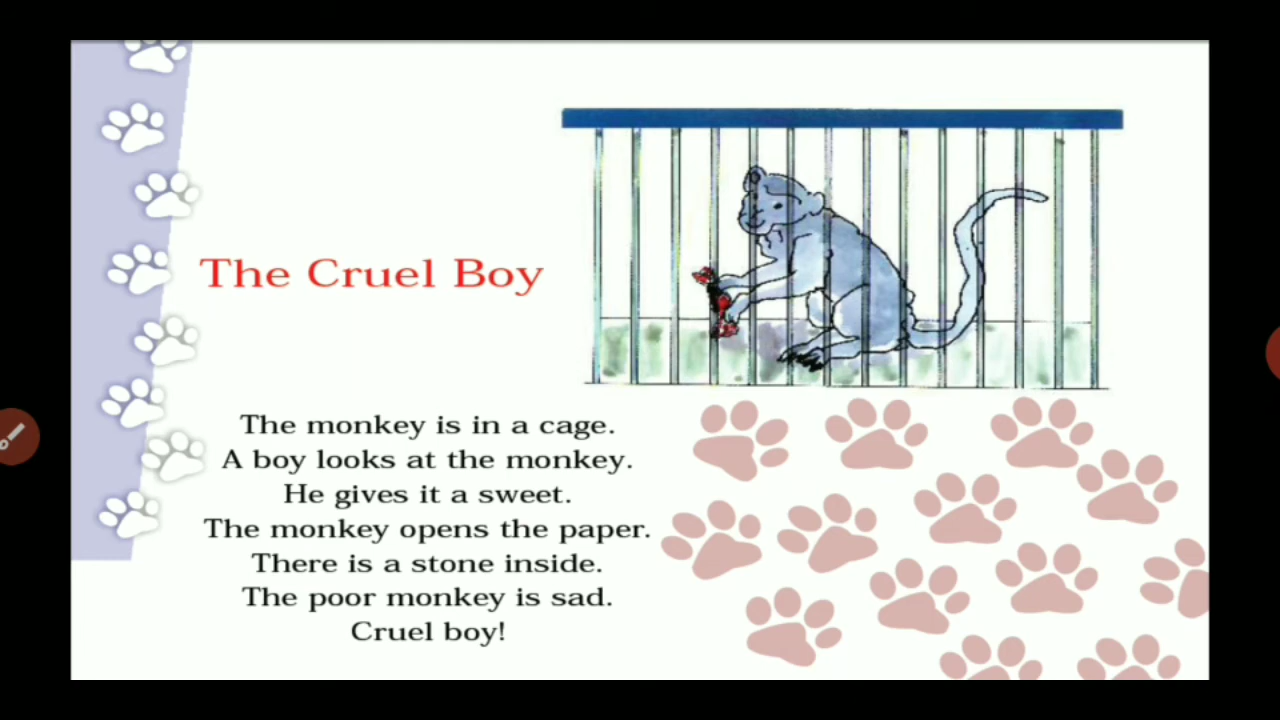 The Cruel Boy
The monkey is in a cage.
A boy looks at the monkey.
He gives it a sweet.
The monkey opens the paper.
There is a stone inside.
The poor monkey is sad.
Cruel boy!